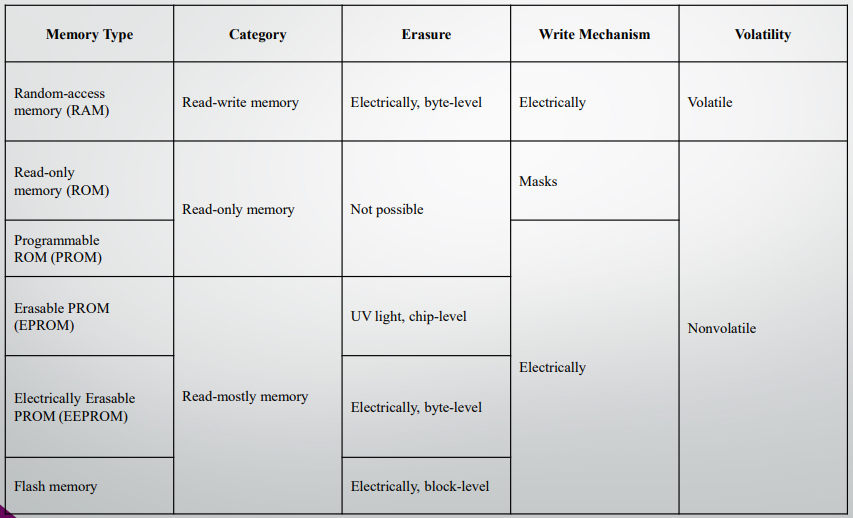 Memory Type
Category
Erasure
Write Mechanism
Volatility
Random-access
memory (RAM)
Read-write memory
Electrically, byte-level
Electrically
Volatile
Read-only
memory (ROM)
Read-only memory
Not possible
Masks
Nonvolatile
Programmable
ROM (PROM)
Electrically
Erasable PROM
(EPROM)
Read-mostly memory
UV light, chip-level
Electrically Erasable
PROM (EEPROM)
Electrically, byte-level
Flash memory
Electrically, block-level